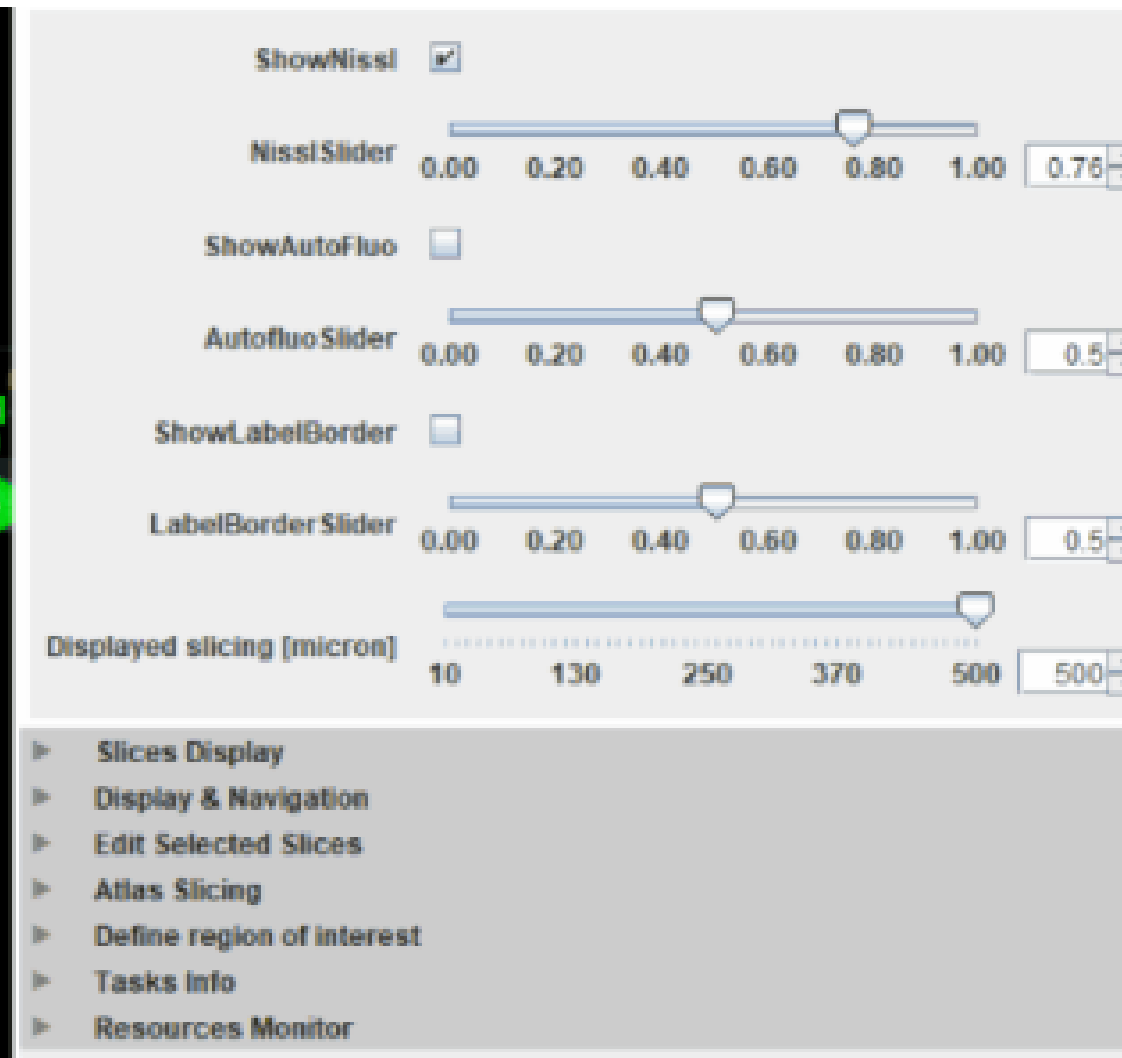 ShowNissl
NisslSlider 0.00 0.20 0.40 0.60 0.80 1.00 0.76
ShowAutoFluo
AutofluoSlider 0.00 0.20 0.40 0.60 0.80 1.00 0.5
ShowLabelBorder
LabelBorderSlider 0.00 0.20 0.40 0.60 0.80 1.00 0.5
Displayed slicing [micron] 10 130 250 370 500 500
Slices Display
Display & Navigation
Edit Selected Slices
Atlas Slicing
Define region of interest
Tasks Info
Resources Monitor